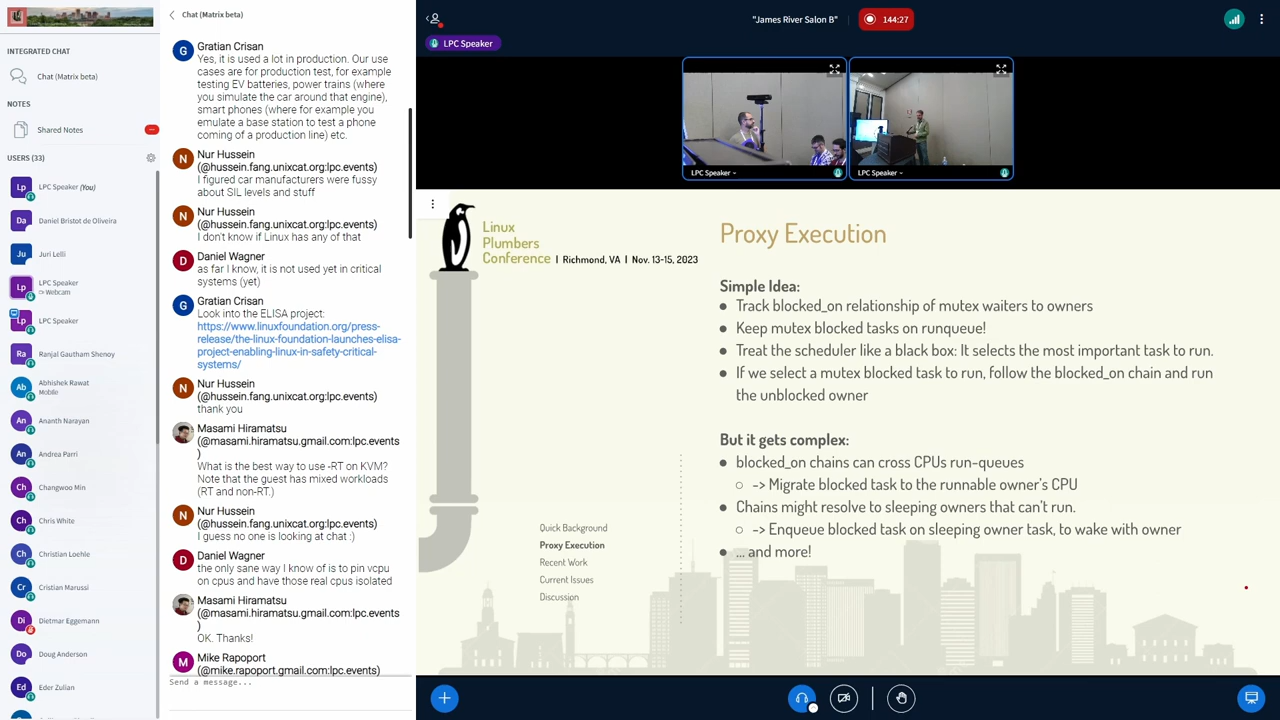 INTEGRATED CHAT
Chat (Matrix beta)
NOTES
Shared Notes
USERS (33)
Lp
LPC Speaker (You)
Da
Daniel Bristot de Oliveira
Ju
Juri Lelli
Lp
LPC Speaker
Webcam
Lp
LPC Speaker
Ra
Ranjal Gautham Shenoy
Ab
Abhishek Rawat
Mobile
An
Ananth Narayan
An
Andrea Parri
Ch
Changwoo Min
Ch
Chris White
Ch
Christian Loehle
Cr
Cristian Marussi
Di
Dietmar Eggemann
Do
Doug Anderson
Ed
Eder Zulian
Chat (Matrix beta)
G
Gratian Crisan
Yes, it is used a lot in production. Our use
cases are for production test, for example
testing EV batteries, power trains (where
you simulate the car around that engine),
smart phones (where for example you
emulate a base station to test a phone
coming of a production line) etc.
N
Nur Hussein
(@hussein.fang.unixcat.org:lpc.events)
I figured car manufacturers were fussy
about SIL levels and stuff
N
Nur Hussein
(@hussein.fang.unixcat.org:lpc.events)
I don't know if Linux has any of that
D
Daniel Wagner
as far I know, it is not used yet in critical
systems (yet)
G
Gratian Crisan
Look into the ELISA project:
https://www.linuxfoundation.org/press-
release/the-linux-foundation-launches-elisa-
project-enabling-linux-in-safety-critical-
systems/
N
Nur Hussein
(@hussein.fang.unixcat.org:lpc.events)
thank you
Masami Hiramatsu
(@masami.hiramatsu.gmail.com:lpc.events
)
What is the best way to use -RT on KVM?
Note that the guest has mixed workloads
(RT and non-RT.)
N
Nur Hussein
(@hussein.fang.unixcat.org:lpc.events)
I guess no one is looking at chat :)
D
Daniel Wagner
the only sane way I know of is to pin vcpu
on cpus and have those real cpus isolated
Masami Hiramatsu
(@masami.hiramatsu.gmail.com:lpc.events
)
OK. Thanks!
M
Mike Rapoport
(@mike.rapoport.gmail.com:lpc.events)
Send a message...
"James River Salon B"
144:27
LPC Speaker
LPC Speaker
LPC Speaker
Linux
Plumbers
Conference | Richmond, VA | Nov. 13-15, 2023
Proxy Execution
Simple Idea:
● Track blocked_on relationship of mutex waiters to owners
● Keep mutex blocked tasks on runqueue!
● Treat the scheduler like a black box: It selects the most important task to run.
● If we select a mutex blocked task to run, follow the blocked_on chain and run
the unblocked owner
But it gets complex:
● blocked_on chains can cross CPUs run-queues
○ -> Migrate blocked task to the runnable owner's CPU
● Chains might resolve to sleeping owners that can't run.
○ -> Enqueue blocked task on sleeping owner task, to wake with owner
● ... and more!
Quick Background
Proxy Execution
Recent Work
Current Issues
Discussion